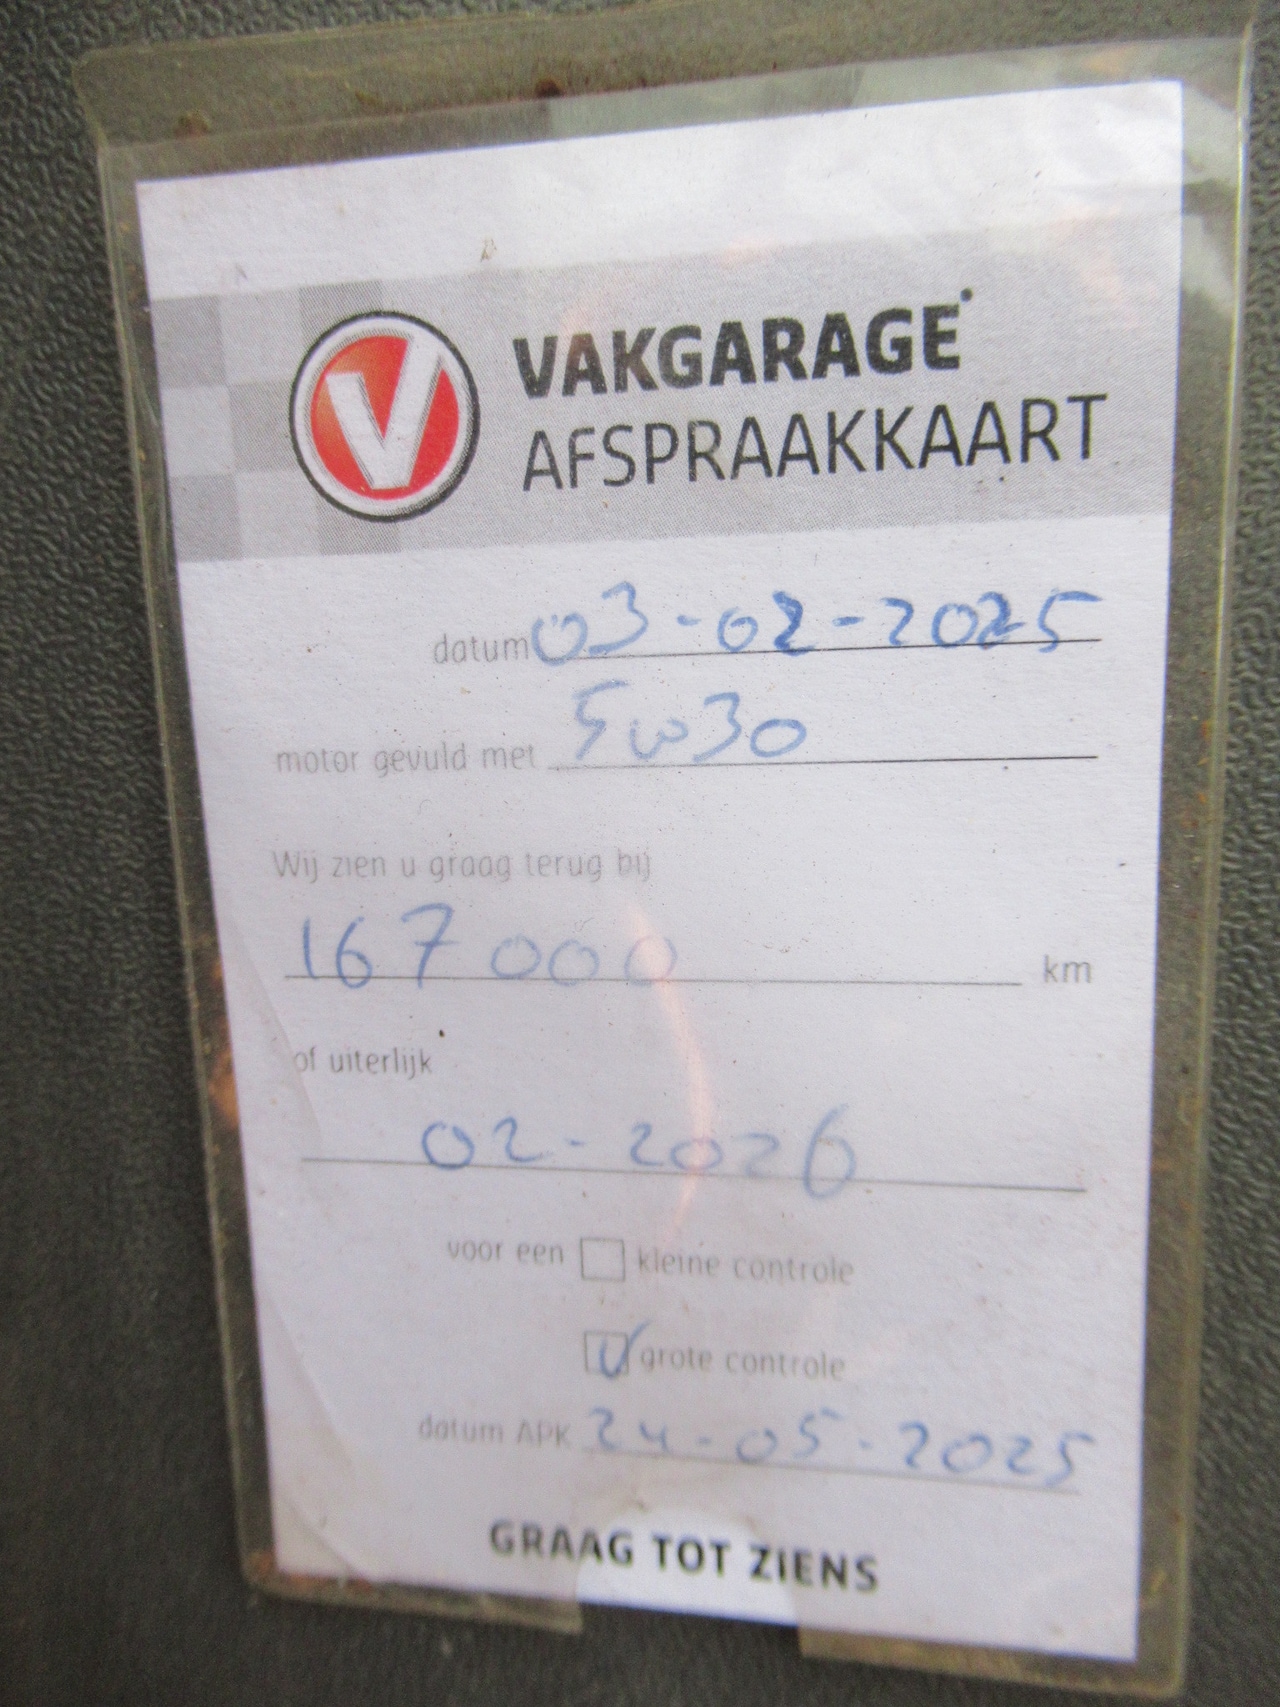 V VAKGARAGE
AFSPRAAKKAART
datum 03-02-2025
motor gevuld met 5w30
Wij zien u graag terug bij
167000 km
of uiterlijk
02-2026
voor een kleine controle
grote controle
datum APK 24-05-2025
GRAAG TOT ZIENS